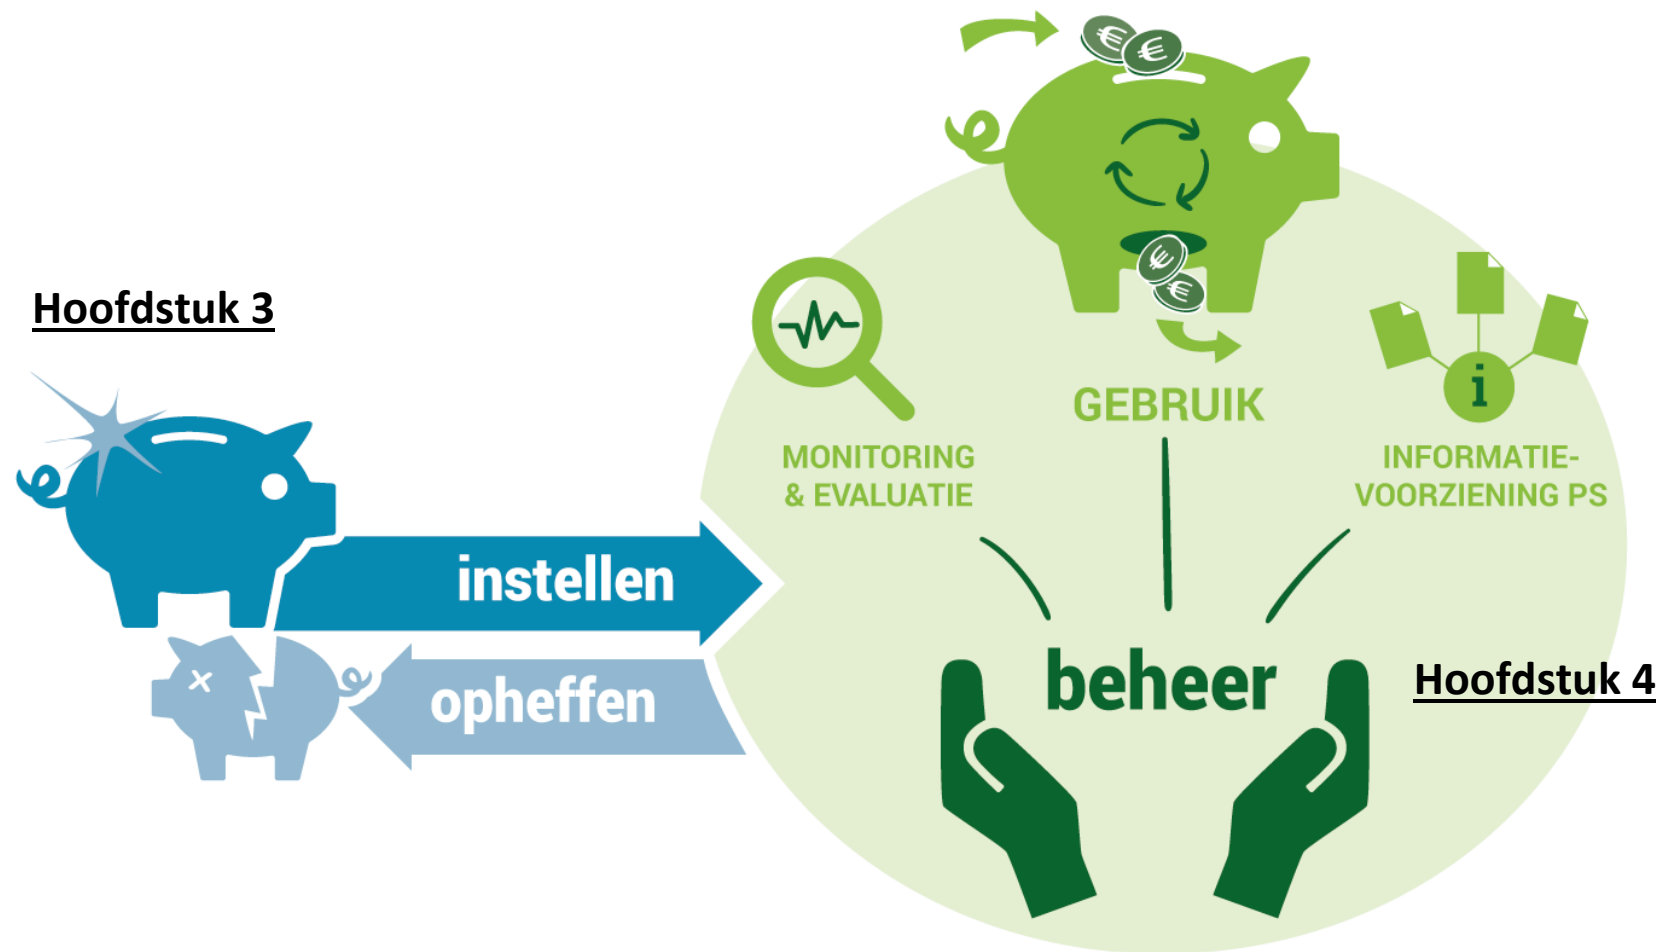 Hoofdstuk 3
instellen
opheffen
€ €
€
€
MONITORING
& EVALUATIE
GEBRUIK
i
INFORMATIE-
VOORZIENING PS
beheer
Hoofdstuk 4